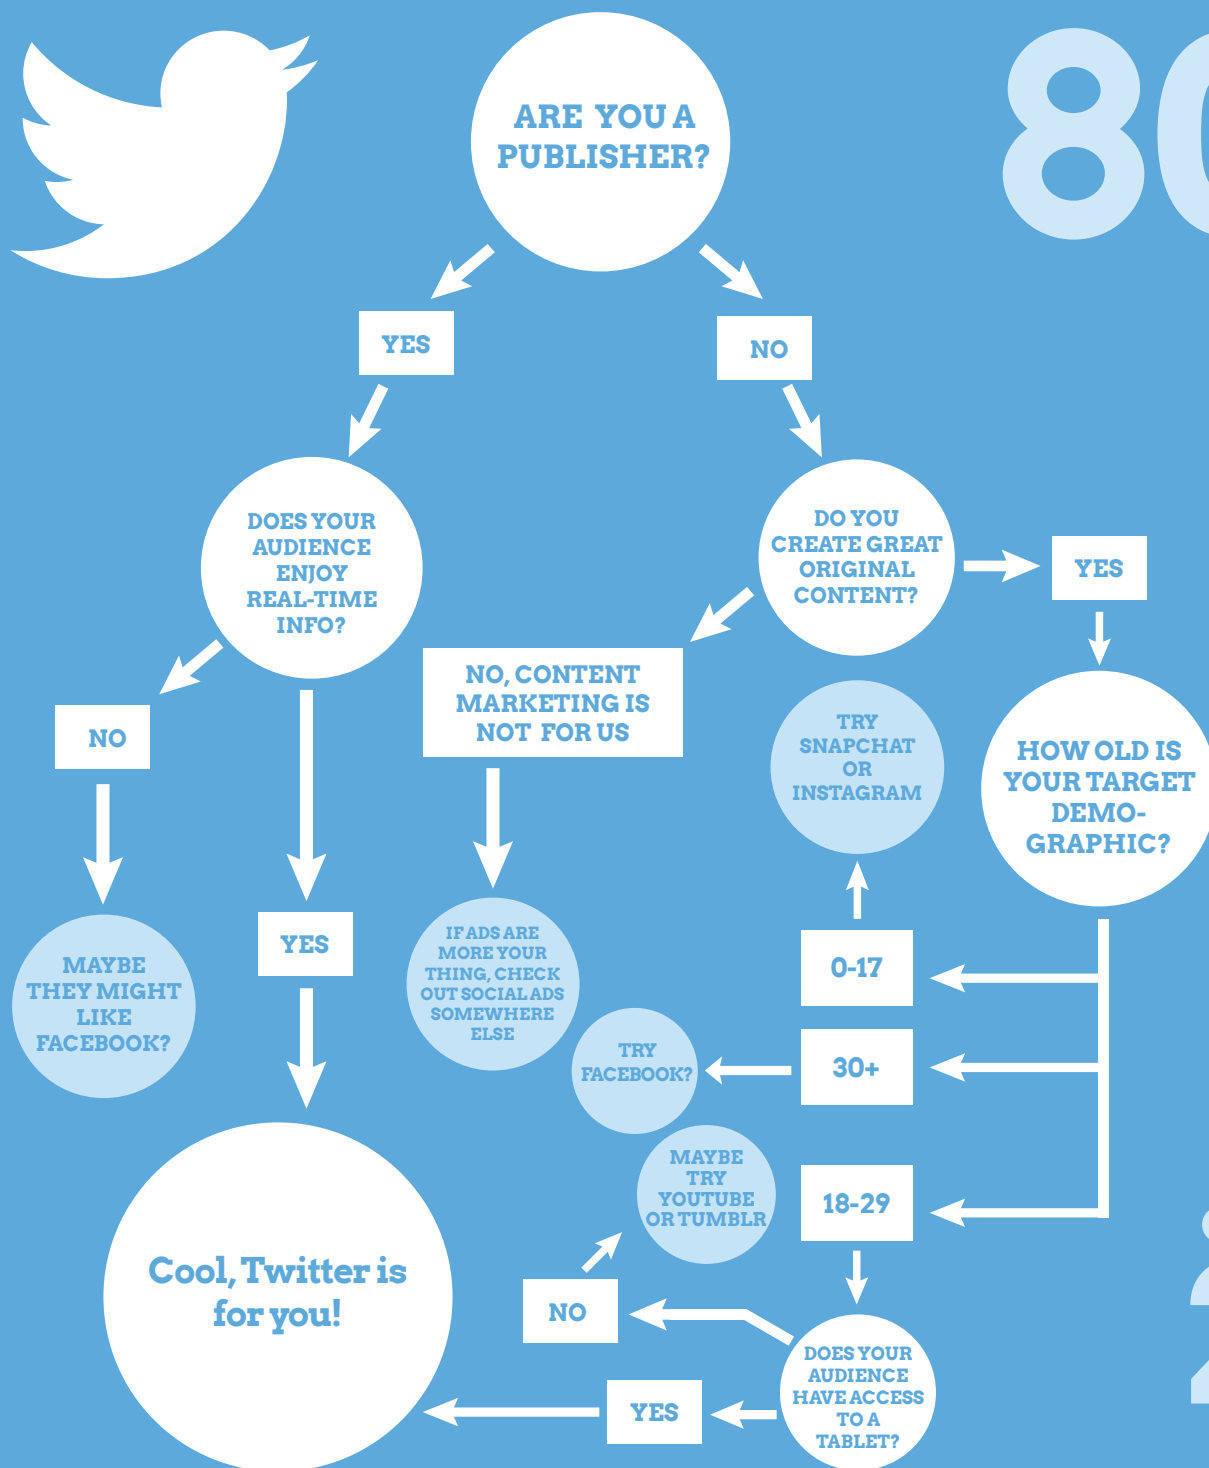 ARE YOU A
PUBLISHER?
80
YES
NO
DOES YOUR
AUDIENCE
ENJOY
REAL-TIME
INFO?
DO YOU
CREATE GREAT
ORIGINAL
CONTENT?
YES
NO, CONTENT
MARKETING IS
NOT FOR US
NO
TRY
SNAPCHAT
OR
INSTAGRAM
HOW OLD IS
YOUR TARGET
DEMO-
GRAPHIC?
YES
IF ADS ARE
MORE YOUR
THING, CHECK
OUT SOCIAL ADS
SOMEWHERE
ELSE
0-17
MAYBE
THEY MIGHT
LIKE
FACEBOOK?
TRY
FACEBOOK?
30+
MAYBE
TRY
YOUTUBE
OR TUMBLR
18-29
Cool, Twitter is
for you!
NO
DOES YOUR
AUDIENCE
HAVE ACCESS
TO A
TABLET?
YES